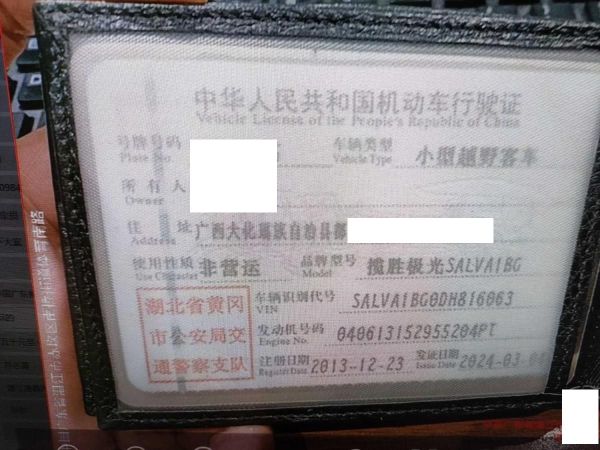 中华人民共和国机动车行驶证
Vehicle License of the People's Republic of China
号牌号码 车辆类型 小型越野客车
Plate No. Vehicle Type
所有人
Owner
住址 广西大化瑶族自治县都
Address
使用性质 非营运 品牌型号 揽胜极光SALVA1BG
Use Character Model
湖北省黄冈市公安局交通警察支队
车辆识别代号 SALVA1BG0DH816063
VIN
发动机号码 040613152955204PT
Engine No.
注册日期 2013-12-23 发证日期 2024-03-0
Register Date Issue Date
0984